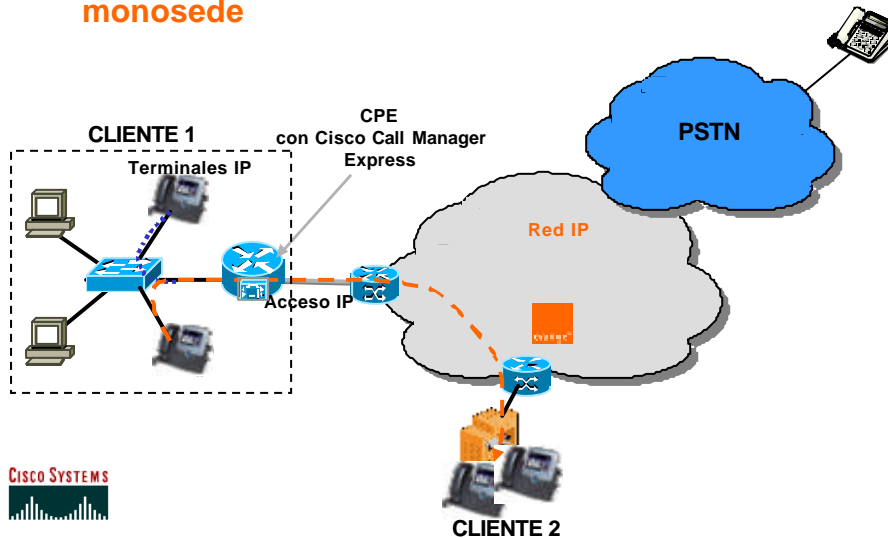 monosede
CPE
con Cisco Call Manager
Express
CLIENTE 1
PSTN
Terminales IP
Red IP
Acceso IP
CISCO SYSTEMS
CLIENTE 2